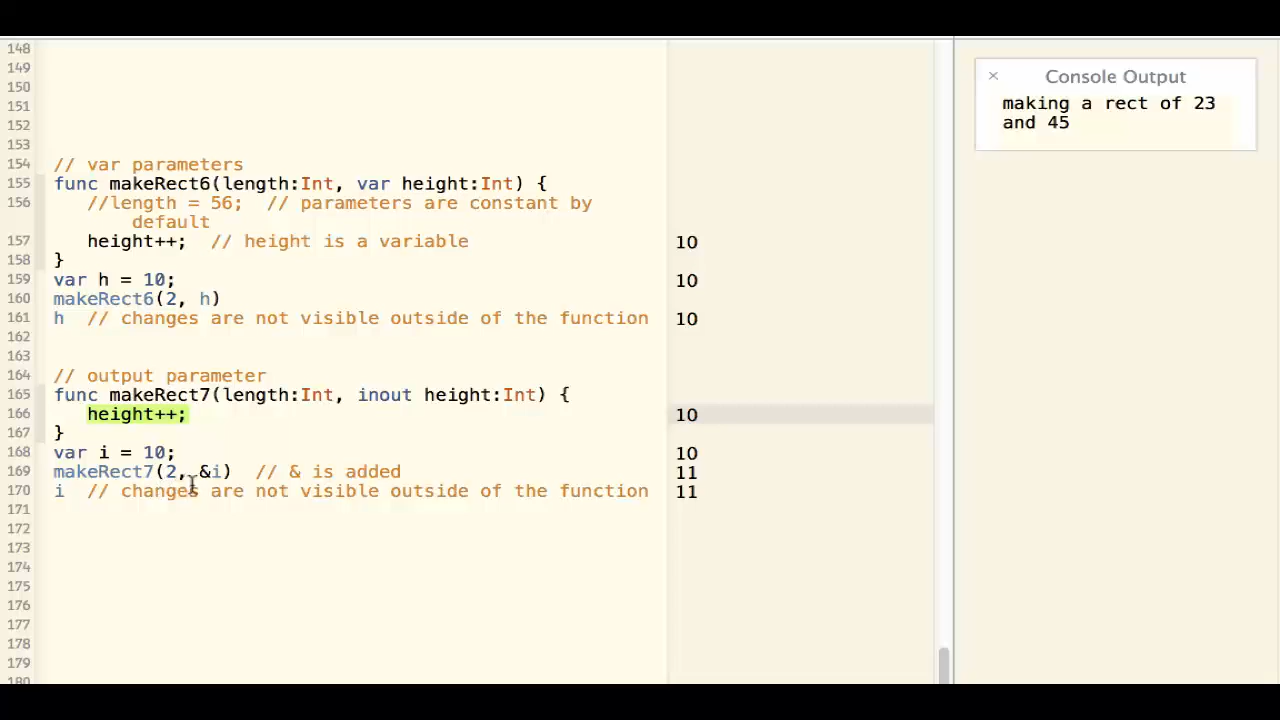 148
149
150
151
152
153
154 // var parameters
155 func makeRect6(length:Int, var height:Int) {
156 //length = 56; // parameters are constant by
default
157 height++; // height is a variable 10
158 }
159 var h = 10; 10
160 makeRect6(2, h)
161 h // changes are not visible outside of the function 10
162
163
164 // output parameter
165 func makeRect7(length:Int, inout height:Int) {
166 height++; 10
167 }
168 var i = 10; 10
169 makeRect7(2, &i) // & is added 11
170 i // changes are not visible outside of the function 11
171
172
173
174
175
176
177
178
179
180
× Console Output
making a rect of 23
and 45